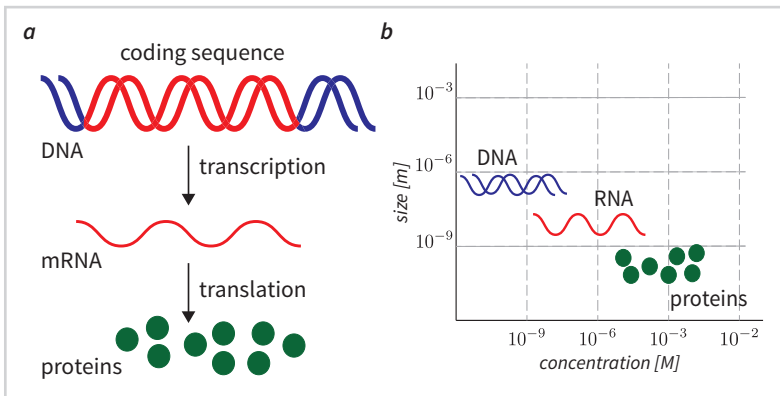 a
coding sequence
DNA
transcription
mRNA
translation
proteins
b
size [m]
10⁻³
10⁻⁶
10⁻⁹
DNA
RNA
proteins
10⁻⁹ 10⁻⁶ 10⁻³ 10⁻²
concentration [M]